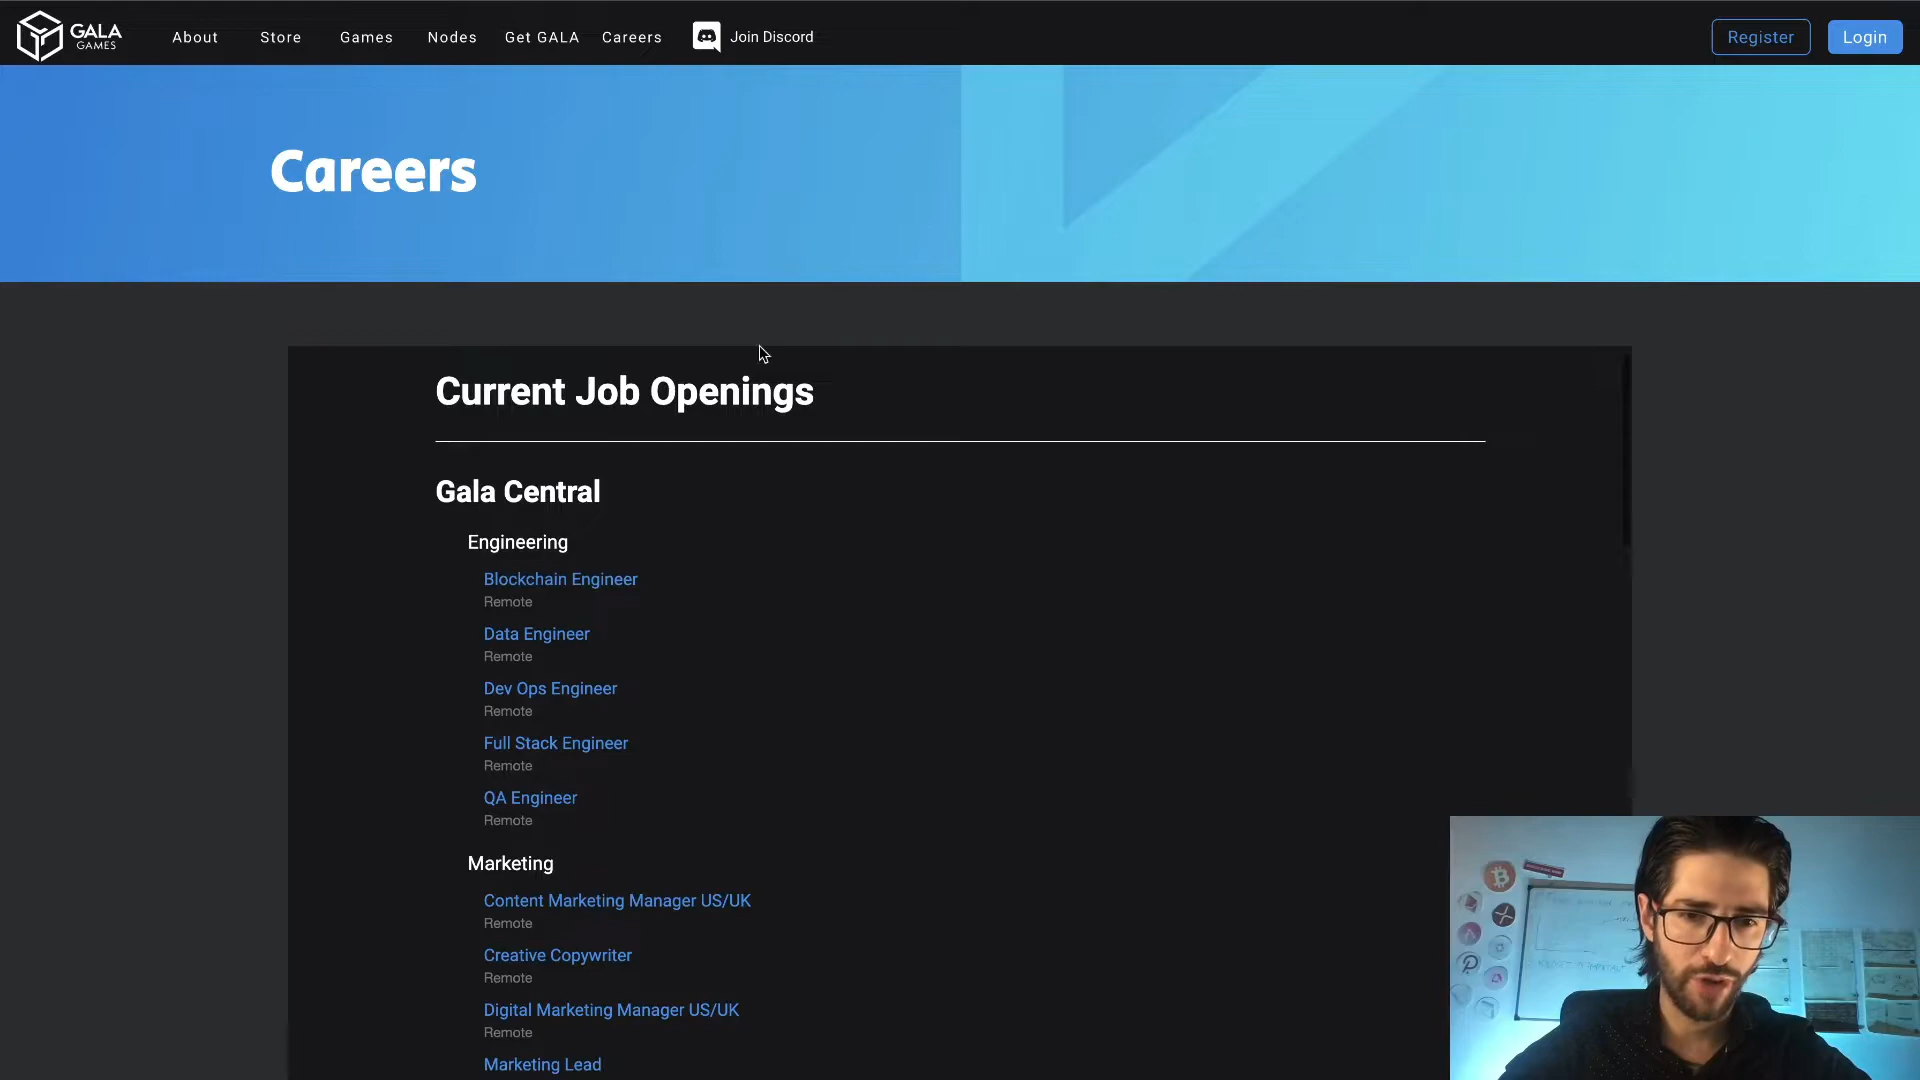 GALA
GAMES
About
Store
Games
Nodes
Get GALA
Careers
Join Discord
Register
Login
Careers
Current Job Openings
Gala Central
Engineering
Blockchain Engineer
Remote
Data Engineer
Remote
Dev Ops Engineer
Remote
Full Stack Engineer
Remote
QA Engineer
Remote
Marketing
Content Marketing Manager US/UK
Remote
Creative Copywriter
Remote
Digital Marketing Manager US/UK
Remote
Marketing Lead